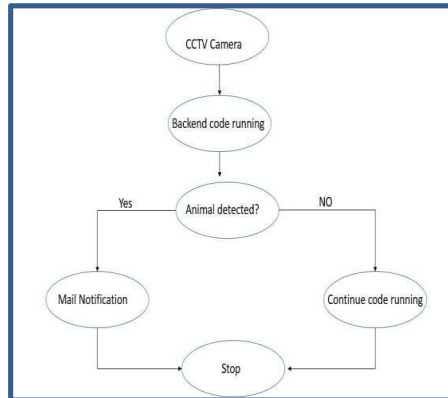 CCTV Camera
Backend code running
Animal detected?
Yes
NO
Mail Notification
Continue code running
Stop